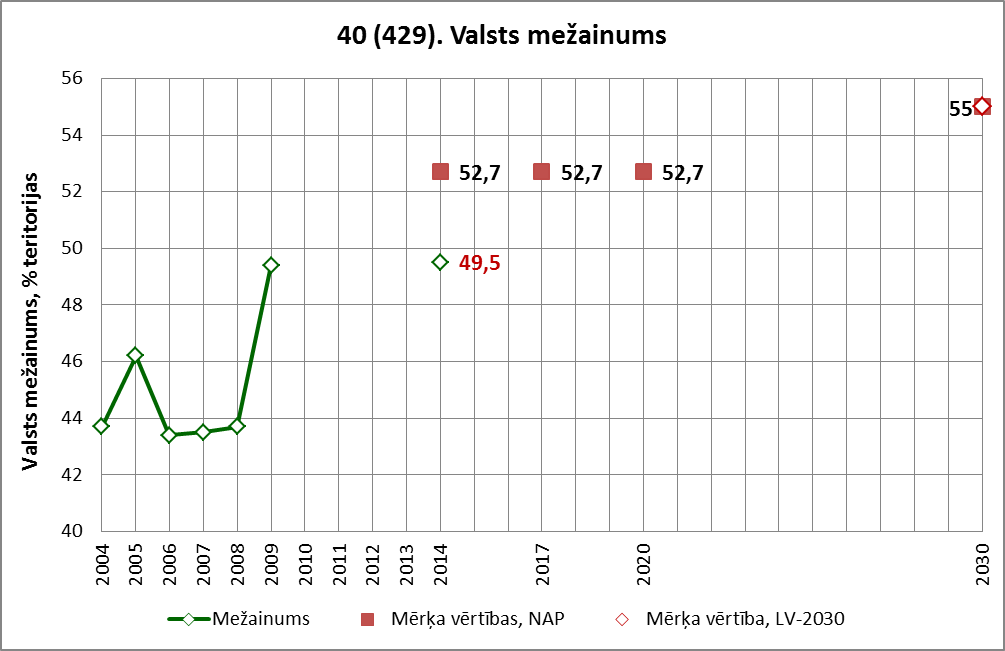 40 (429). Valsts mežainums
Valsts mežainums, % teritorijas
56
54
52
50
48
46
44
42
40
55
52,7 52,7 52,7
49,5
2004 2005 2006 2007 2008 2009 2010 2011 2012 2013 2014 2017 2020 2030
Mežainums Mērķa vērtības, NAP Mērķa vērtība, LV-2030